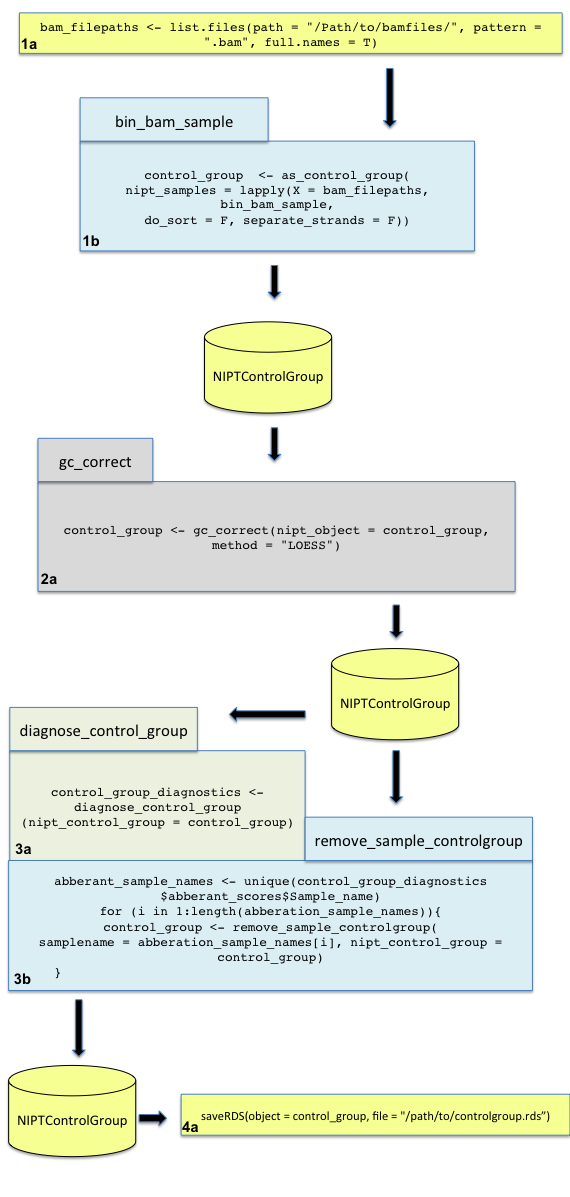 bam_filepaths <- list.files(path = "/Path/to/bamfiles/", pattern =
".bam", full.names = T)
1a
bin_bam_sample
control_group  <- as_control_group(
nipt_samples = lapply(X = bam_filepaths,
bin_bam_sample,
do_sort = F, separate_strands = F))
1b
NIPTControlGroup
gc_correct
control_group <- gc_correct(nipt_object = control_group,
method = "LOESS")
2a
NIPTControlGroup
diagnose_control_group
control_group_diagnostics <-
diagnose_control_group
(nipt_control_group = control_group)
3a
remove_sample_controlgroup
abberant_sample_names <- unique(control_group_diagnostics
$abberant_scores$Sample_name)
for (i in 1:length(abberation_sample_names)){
control_group <- remove_sample_controlgroup(
samplename = abberation_sample_names[i], nipt_control_group =
control_group)
}
3b
NIPTControlGroup
saveRDS(object = control_group, file = "/path/to/controlgroup.rds”)
4a